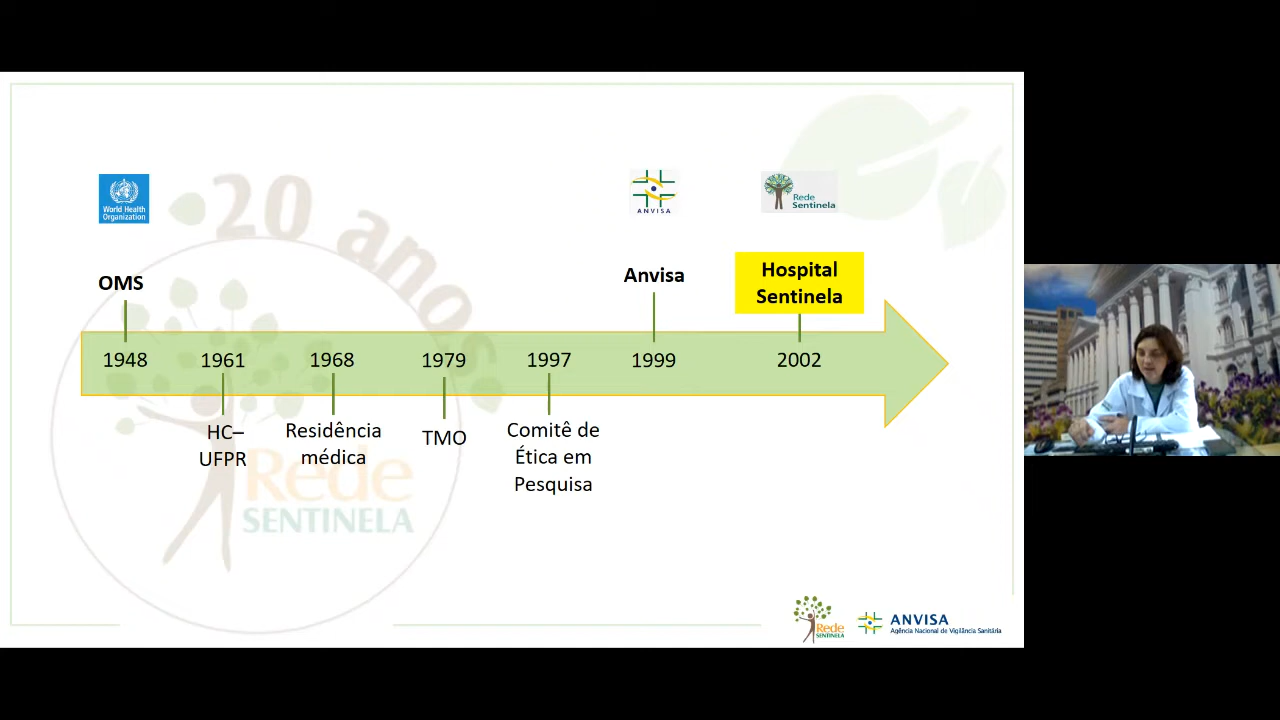 20 anos
World Health
Organization
ANVISA
Rede
Sentinela
OMS
Anvisa
Hospital
Sentinela
1948
1961
1968
1979
1997
1999
2002
HC–
UFPR
Residência
médica
TMO
Comitê de
Ética em
Pesquisa
Rede
SENTINELA
Rede
SENTINELA
ANVISA
Agência Nacional de Vigilância Sanitária